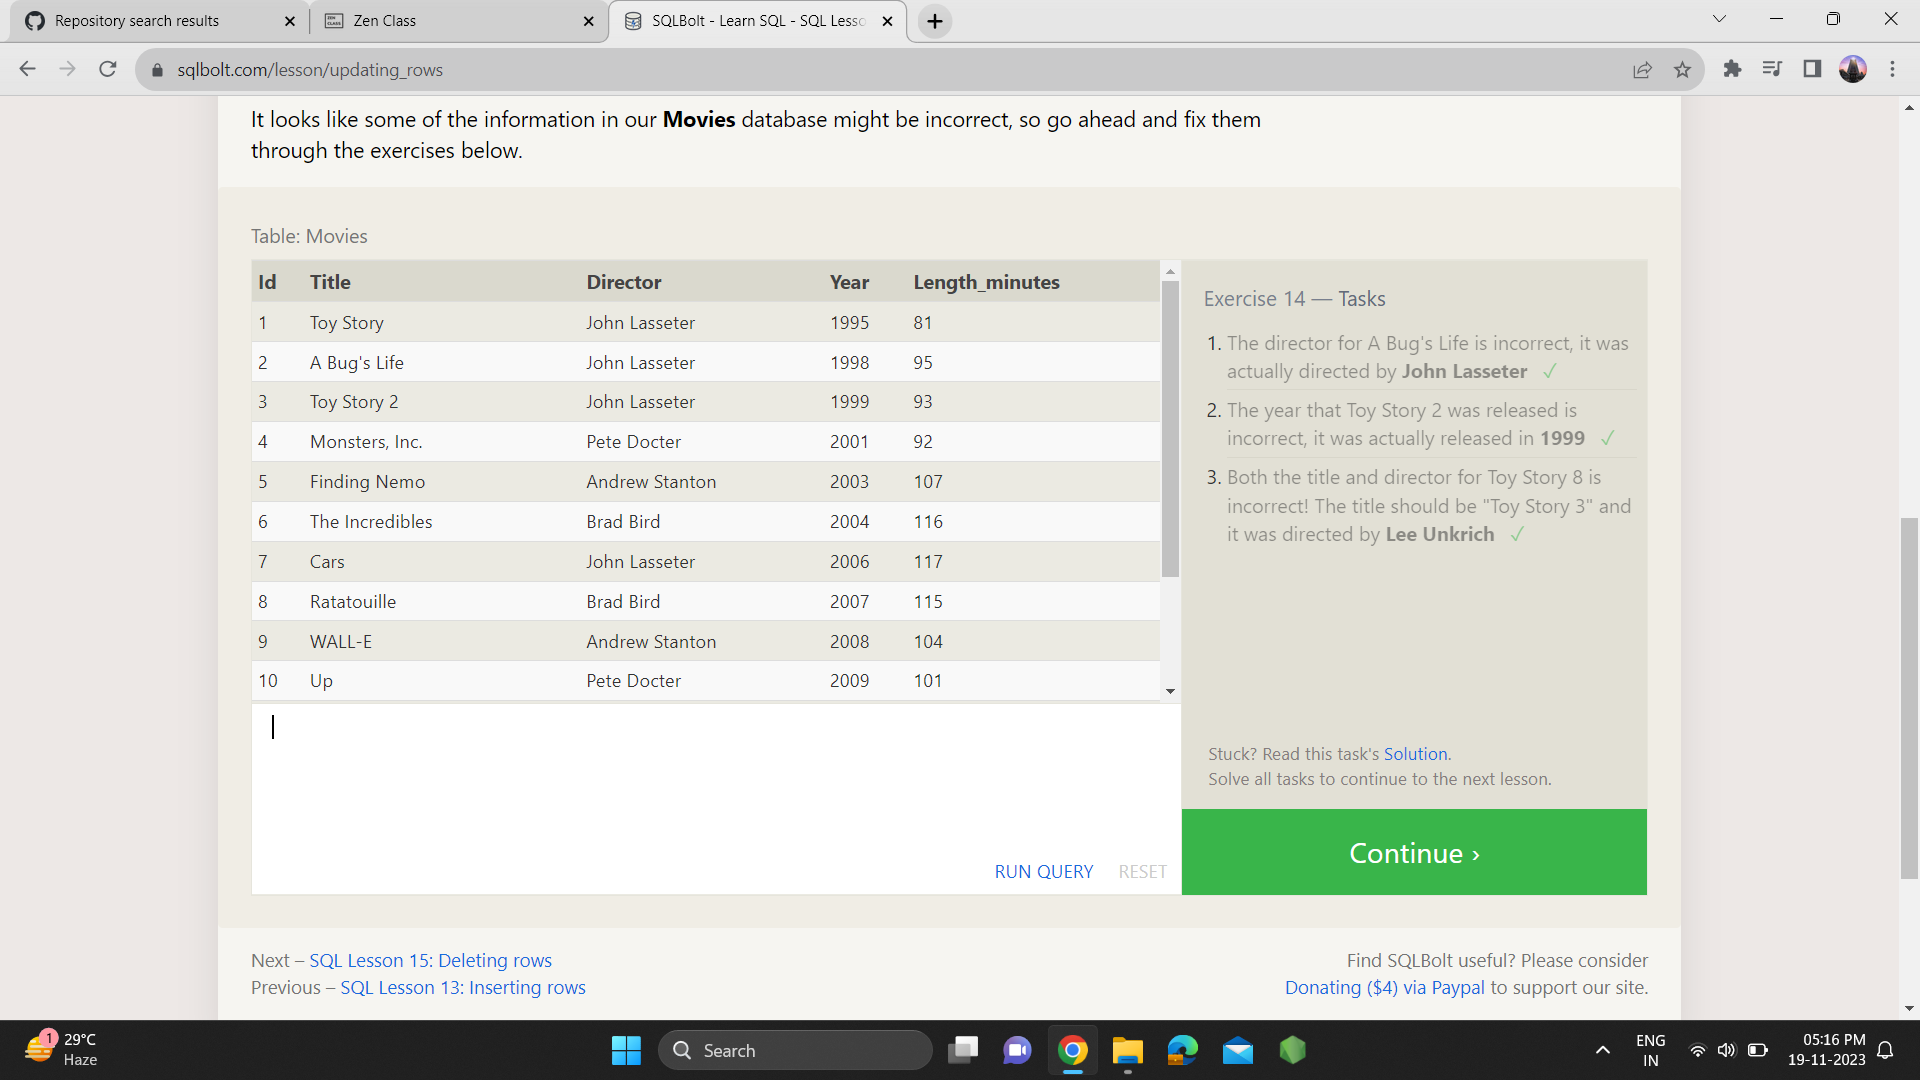 Repository search results
Zen Class
SQLBolt - Learn SQL - SQL Lesso
sqlbolt.com/lesson/updating_rows
It looks like some of the information in our Movies database might be incorrect, so go ahead and fix them
through the exercises below.
Table: Movies
Id Title Director Year Length_minutes
1 Toy Story John Lasseter 1995 81
2 A Bug's Life John Lasseter 1998 95
3 Toy Story 2 John Lasseter 1999 93
4 Monsters, Inc. Pete Docter 2001 92
5 Finding Nemo Andrew Stanton 2003 107
6 The Incredibles Brad Bird 2004 116
7 Cars John Lasseter 2006 117
8 Ratatouille Brad Bird 2007 115
9 WALL-E Andrew Stanton 2008 104
10 Up Pete Docter 2009 101
RUN QUERY RESET
Exercise 14 — Tasks
1. The director for A Bug's Life is incorrect, it was
actually directed by John Lasseter ✓
2. The year that Toy Story 2 was released is
incorrect, it was actually released in 1999 ✓
3. Both the title and director for Toy Story 8 is
incorrect! The title should be "Toy Story 3" and
it was directed by Lee Unkrich ✓
Stuck? Read this task's Solution.
Solve all tasks to continue to the next lesson.
Continue ›
Next – SQL Lesson 15: Deleting rows
Previous – SQL Lesson 13: Inserting rows
Find SQLBolt useful? Please consider
Donating ($4) via Paypal to support our site.
1
29°C
Haze
Search
ENG
IN
05:16 PM
19-11-2023